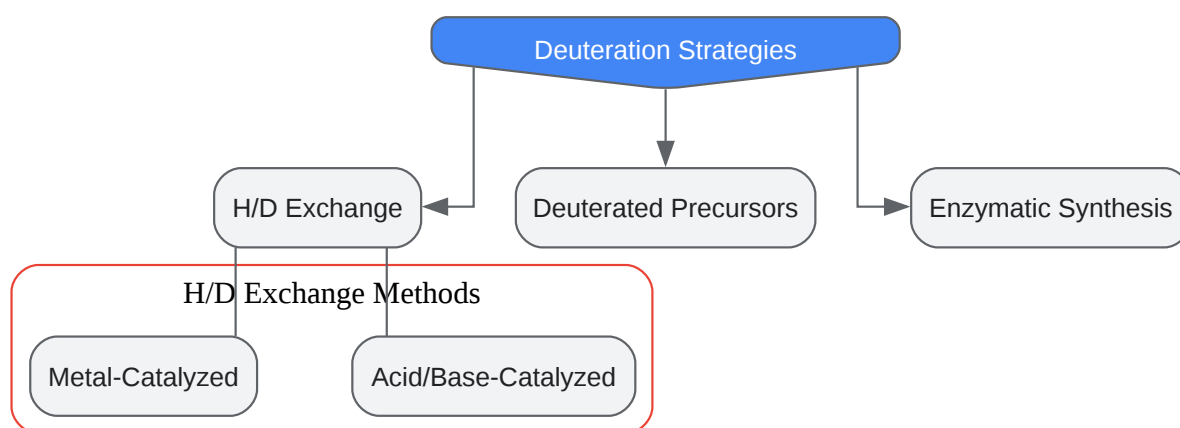 Deuteration Strategies
H/D Exchange
Deuterated Precursors
Enzymatic Synthesis
H/D Exchange Methods
Metal-Catalyzed
Acid/Base-Catalyzed